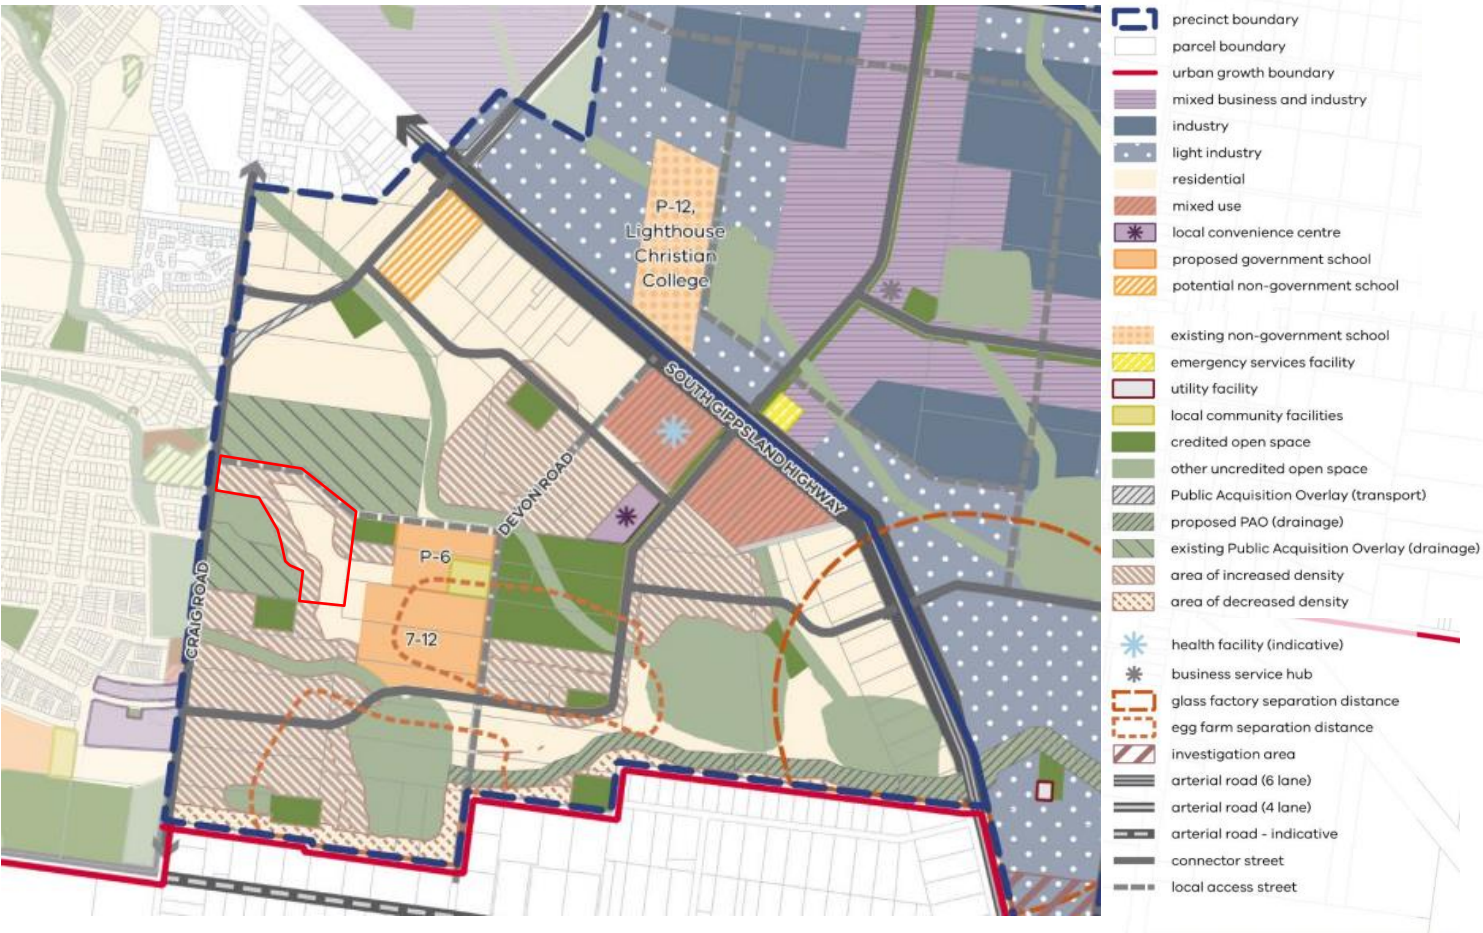 P-12,
Lighthouse
Christian
College
SOUTH GIPPSLAND HIGHWAY
DEVON ROAD
P-6
7-12
CRAIG ROAD
precinct boundary
parcel boundary
urban growth boundary
mixed business and industry
industry
light industry
residential
mixed use
local convenience centre
proposed government school
potential non-government school
existing non-government school
emergency services facility
utility facility
local community facilities
credited open space
other uncredited open space
Public Acquisition Overlay (transport)
proposed PAO (drainage)
existing Public Acquisition Overlay (drainage)
area of increased density
area of decreased density
health facility (indicative)
business service hub
glass factory separation distance
egg farm separation distance
investigation area
arterial road (6 lane)
arterial road (4 lane)
arterial road - indicative
connector street
local access street